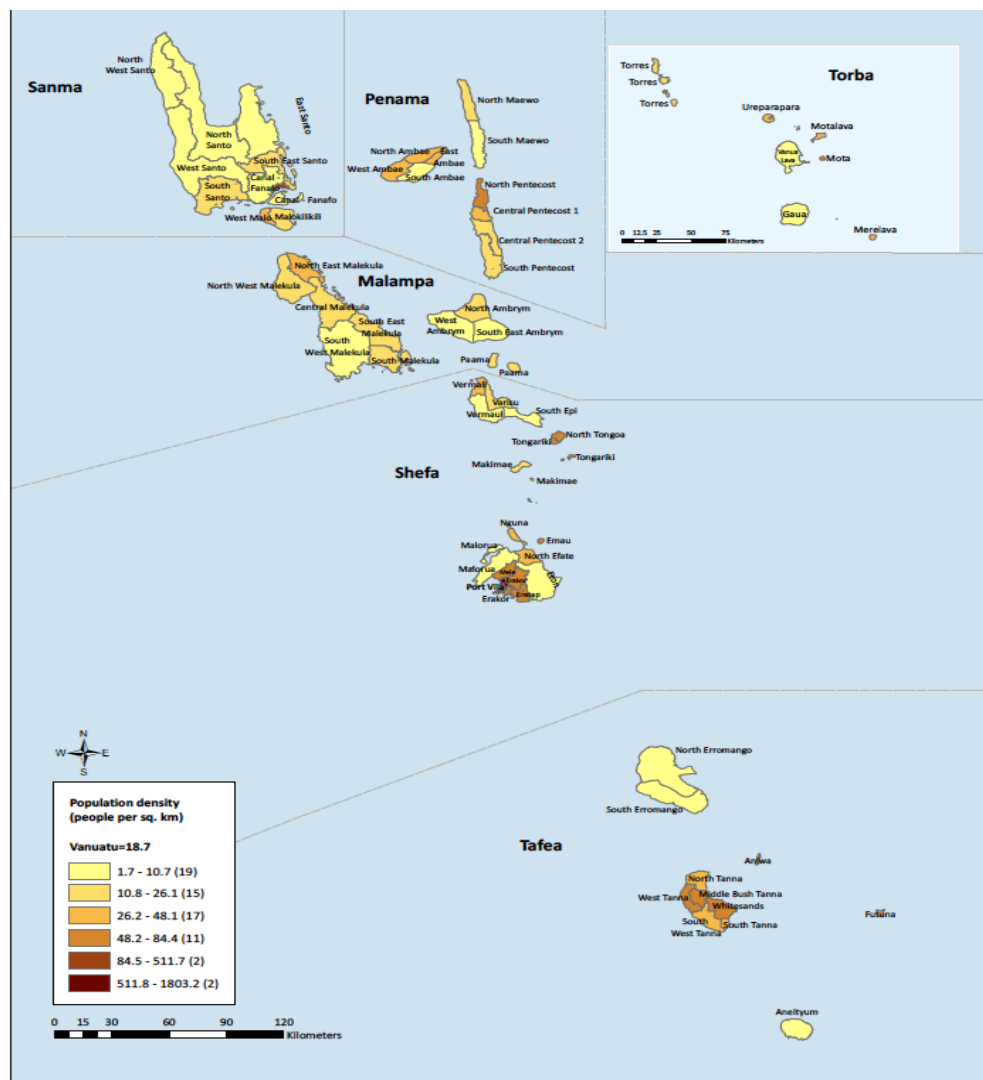 Sanma
North
West Santo
East Santo
North
Santo
South East Santo
West Santo
Canal -
Fanafo
South
Santo
Canal - Fanafo
West Malo
Malokilikili
Penama
North Maewo
South Maewo
North Ambae
East
Ambae
West Ambae
South Ambae
North Pentecost
Central Pentecost 1
Central Pentecost 2
South Pentecost
Torba
Torres
Torres
Torres
Ureparapara
Motalava
Vanua
Lava
Mota
Gaua
Merelava
0 12.5 25 50 75
Kilometers
Malampa
North East Malekula
North West Malekula
Central Malekula
South East
Malekula
South
West Malekula
South Malekula
North Ambrym
West
Ambrym
South East Ambrym
Paama
Paama
Shefa
Vermali
Varisu
Vermaul
South Epi
North Tongoa
Tongariki
Tongariki
Makimae
Makimae
Nguna
Emau
Malorua
North Efate
Malorua
Mele
Erakor
Eton
Port Vila
Eratap
Erakor
Tafea
North Erromango
South Erromango
Aniwa
North Tanna
Middle Bush Tanna
West Tanna
Whitesands
South
West Tanna
South Tanna
Futuna
Aneityum
N
W E
S
Population density
(people per sq. km)
Vanuatu=18.7
1.7 - 10.7 (19)
10.8 - 26.1 (15)
26.2 - 48.1 (17)
48.2 - 84.4 (11)
84.5 - 511.7 (2)
511.8 - 1803.2 (2)
0 15 30 60 90 120
Kilometers